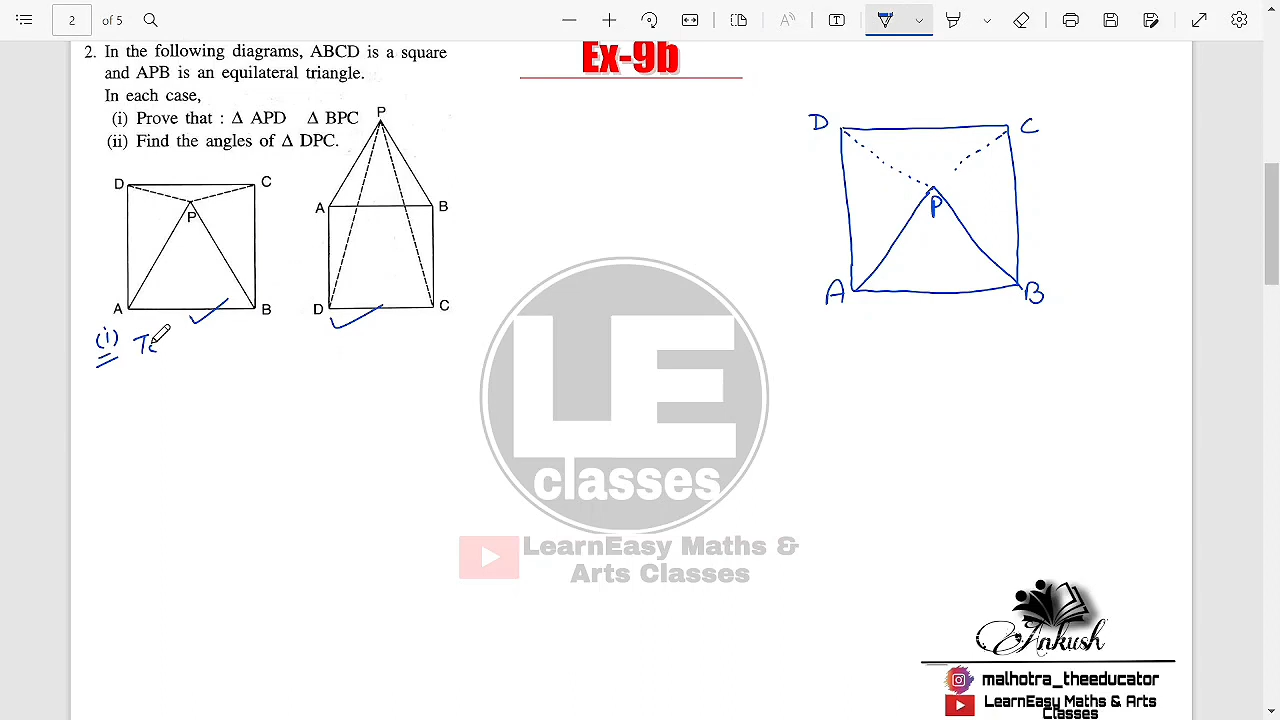 2
of 5
2. In the following diagrams, ABCD is a square
and APB is an equilateral triangle.
In each case,
(i) Prove that : Δ APD Δ BPC
(ii) Find the angles of Δ DPC.
Ex-9b
D C
P
A B
P
A B
D C
D C
P
A B
(i) To
LE
classes
LearnEasy Maths &
Arts Classes
Ankush
malhotra_theeducator
LearnEasy Maths & Arts
Classes